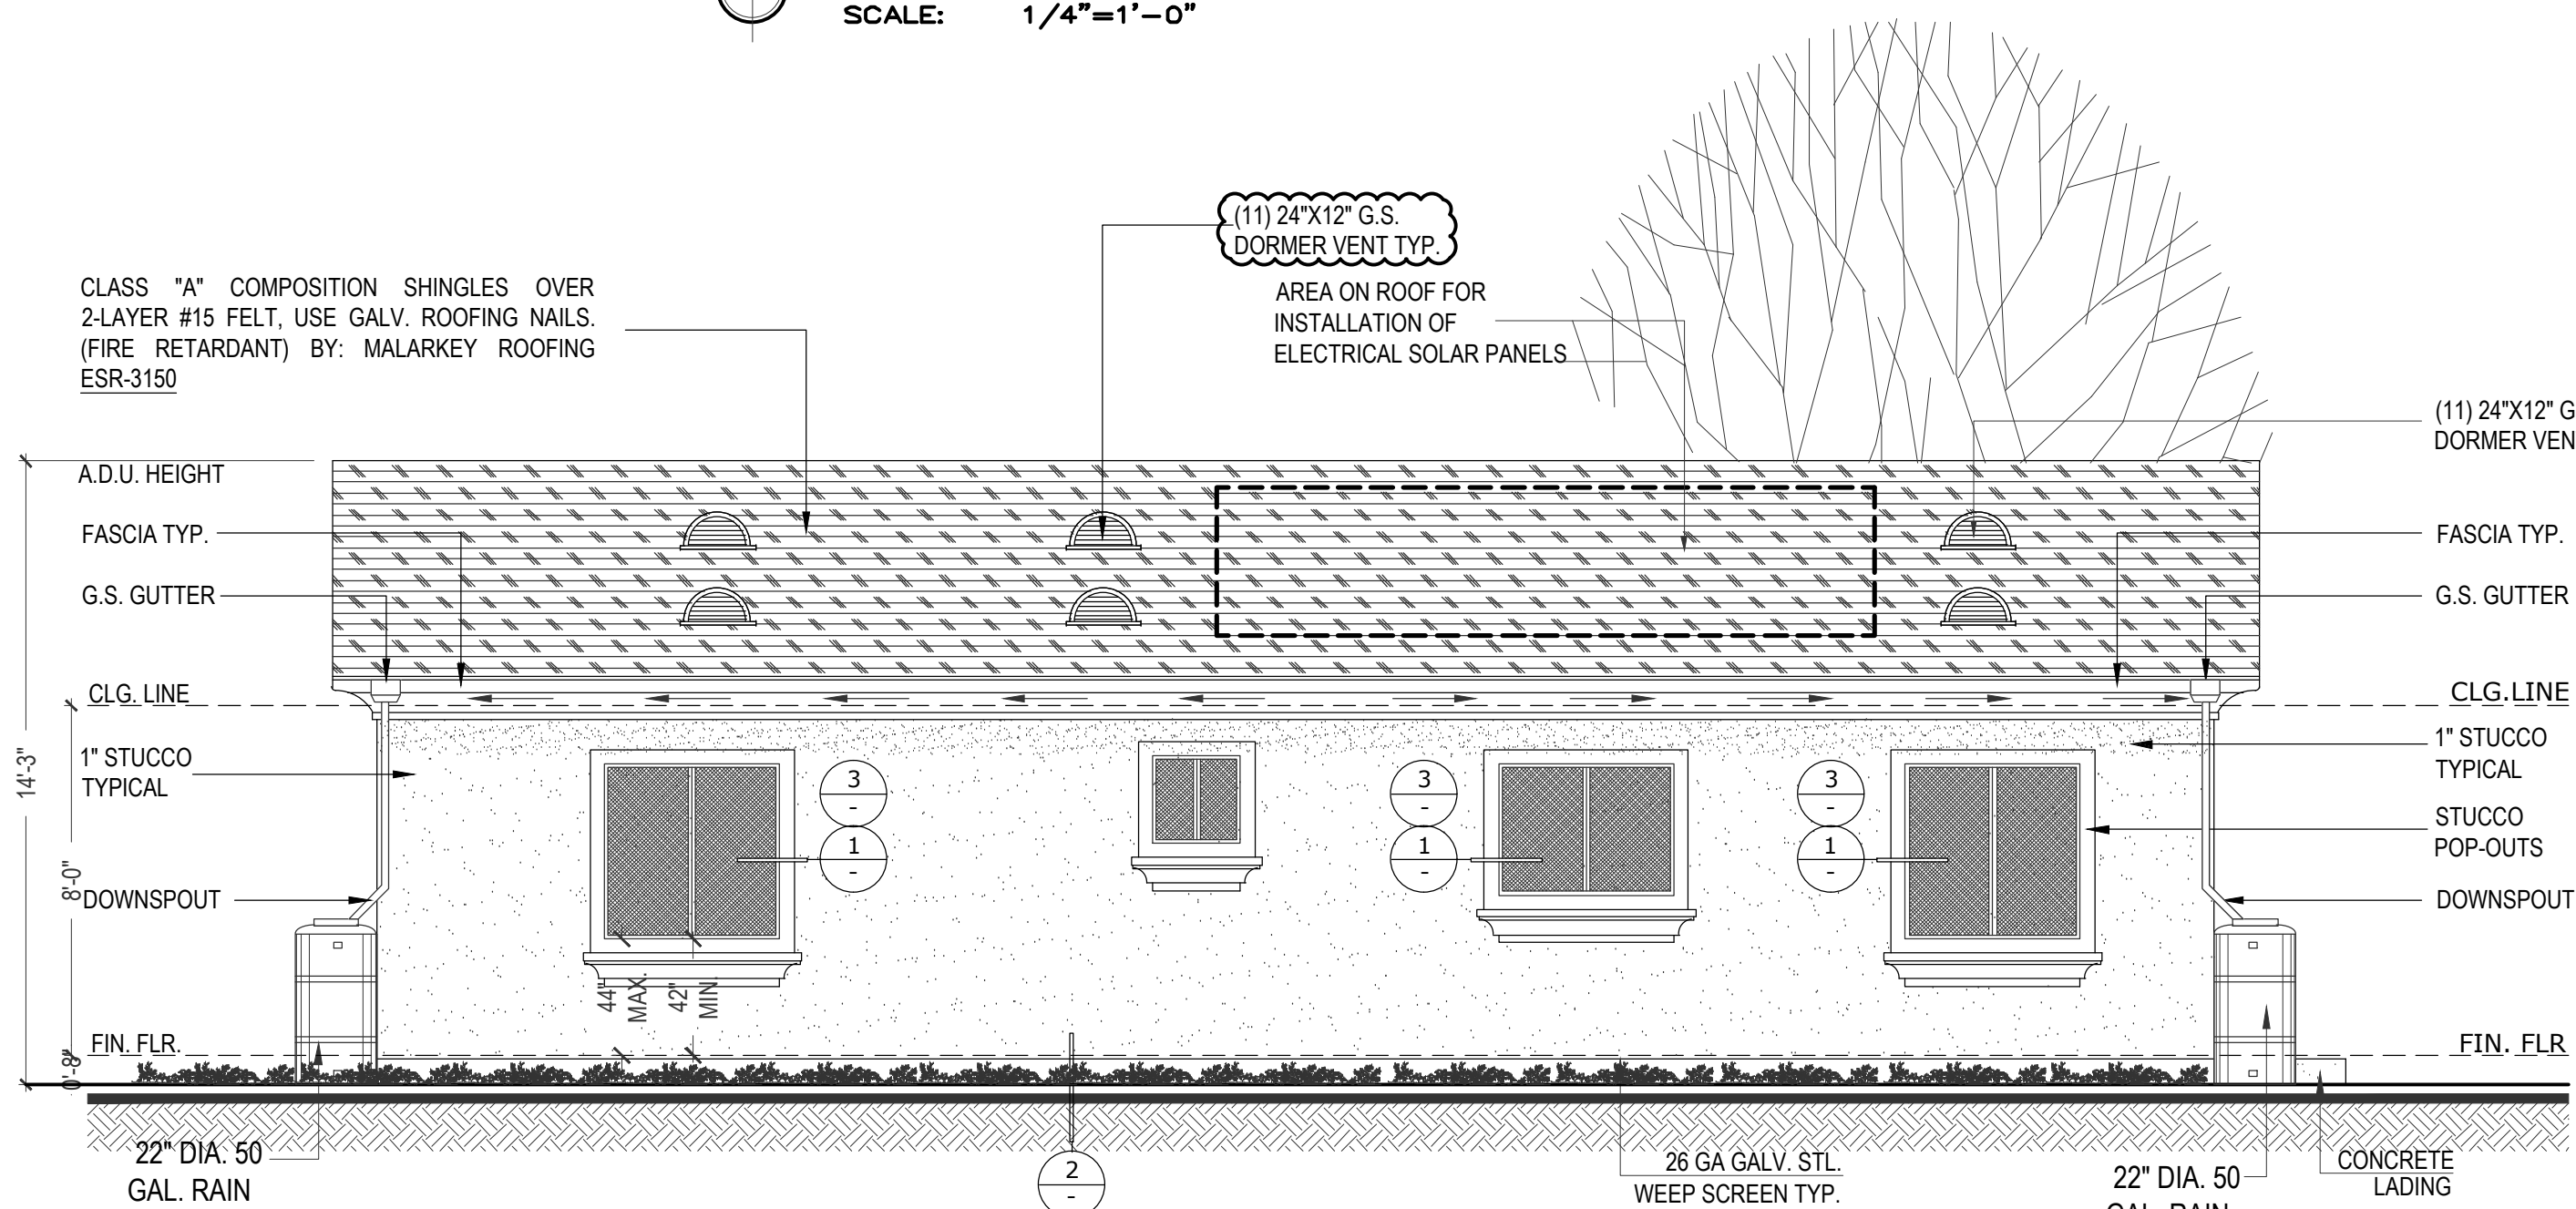 SCALE: 1/4"=1'-0"
(11) 24"X12" G.S.
DORMER VENT TYP.
CLASS "A" COMPOSITION SHINGLES OVER
2-LAYER #15 FELT, USE GALV. ROOFING NAILS.
(FIRE RETARDANT) BY: MALARKEY ROOFING
ESR-3150
AREA ON ROOF FOR
INSTALLATION OF
ELECTRICAL SOLAR PANELS
(11) 24"X12" G
DORMER VEN
A.D.U. HEIGHT
FASCIA TYP.
FASCIA TYP.
G.S. GUTTER
G.S. GUTTER
CLG. LINE
CLG.LINE
14'-3"
8'-0"
0'-8"
1" STUCCO
TYPICAL
1" STUCCO
TYPICAL
3
-
1
-
3
-
1
-
3
-
1
-
STUCCO
POP-OUTS
DOWNSPOUT
DOWNSPOUT
44"
MAX.
42"
MIN.
FIN. FLR.
FIN. FLR
22" DIA. 50
GAL. RAIN
2
-
26 GA GALV. STL.
WEEP SCREEN TYP.
22" DIA. 50
GAL. RAIN
CONCRETE
LADING